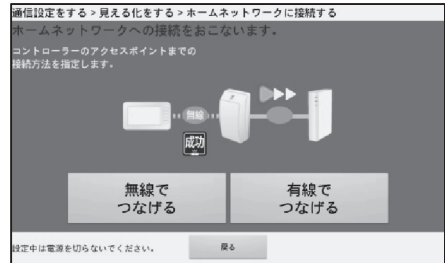 通信設定をする > 見える化をする > ホームネットワークに接続する
ホームネットワークへの接続をおこないます。
コントローラーのアクセスポイントまでの
接続方法を指定します。
無線
成功
無線で
つなげる
有線で
つなげる
設定中は電源を切らないでください。
戻る